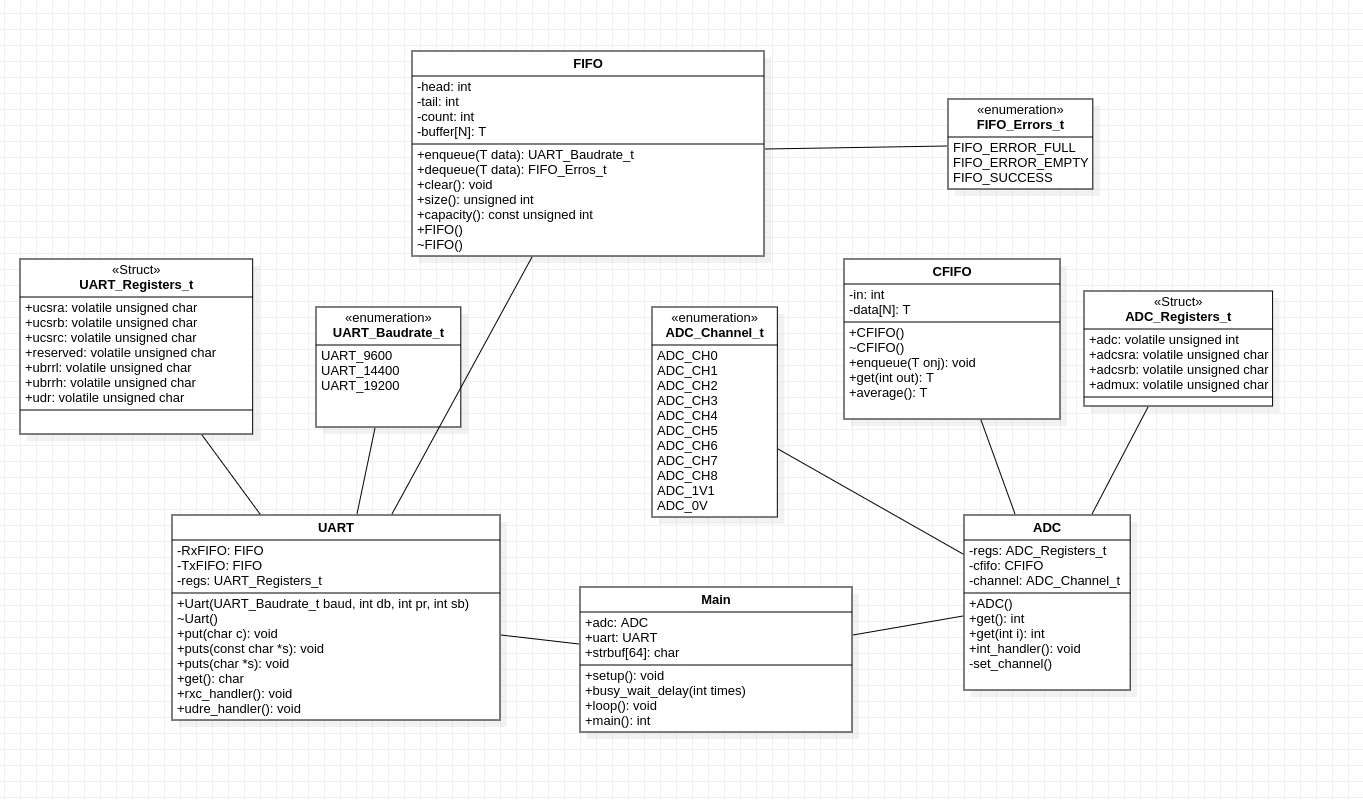 FIFO
-head: int
-tail: int
-count: int
-buffer[N]: T
+enqueue(T data): UART_Baudrate_t
+dequeue(T data): FIFO_Erros_t
+clear(): void
+size(): unsigned int
+capacity(): const unsigned int
+FIFO()
~FIFO()
«enumeration»
FIFO_Errors_t
FIFO_ERROR_FULL
FIFO_ERROR_EMPTY
FIFO_SUCCESS
«Struct»
UART_Registers_t
+ucsra: volatile unsigned char
+ucsrb: volatile unsigned char
+ucsrc: volatile unsigned char
+reserved: volatile unsigned char
+ubrrl: volatile unsigned char
+ubrrh: volatile unsigned char
+udr: volatile unsigned char
«enumeration»
UART_Baudrate_t
UART_9600
UART_14400
UART_19200
«enumeration»
ADC_Channel_t
ADC_CH0
ADC_CH1
ADC_CH2
ADC_CH3
ADC_CH4
ADC_CH5
ADC_CH6
ADC_CH7
ADC_CH8
ADC_1V1
ADC_0V
CFIFO
-in: int
-data[N]: T
+CFIFO()
~CFIFO()
+enqueue(T onj): void
+get(int out): T
+average(): T
«Struct»
ADC_Registers_t
+adc: volatile unsigned int
+adcsra: volatile unsigned char
+adcsrb: volatile unsigned char
+admux: volatile unsigned char
UART
-RxFIFO: FIFO
-TxFIFO: FIFO
-regs: UART_Registers_t
+Uart(UART_Baudrate_t baud, int db, int pr, int sb)
~Uart()
+put(char c): void
+puts(const char *s): void
+puts(char *s): void
+get(): char
+rxc_handler(): void
+udre_handler(): void
Main
+adc: ADC
+uart: UART
+strbuf[64]: char
+setup(): void
+busy_wait_delay(int times)
+loop(): void
+main(): int
ADC
-regs: ADC_Registers_t
-cfifo: CFIFO
-channel: ADC_Channel_t
+ADC()
+get(): int
+get(int i): int
+int_handler(): void
-set_channel()